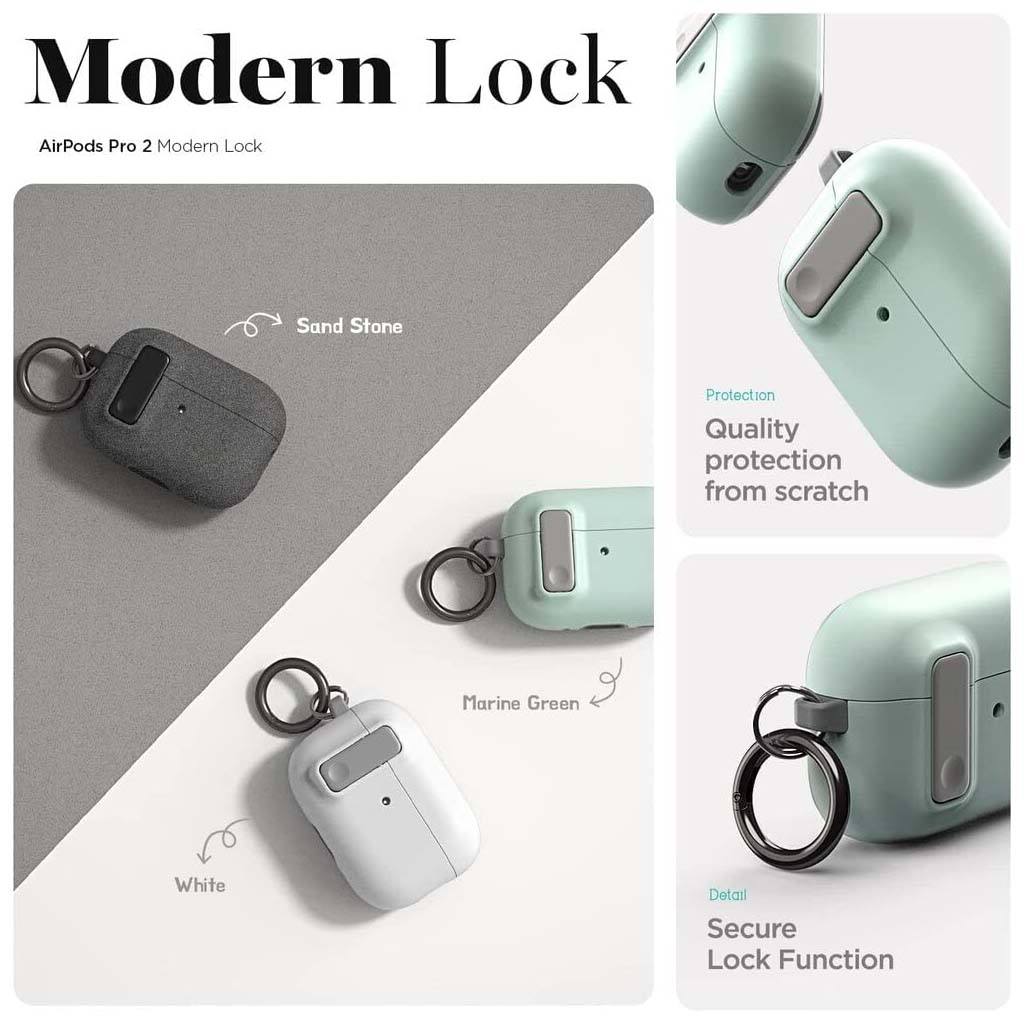 Modern Lock
AirPods Pro 2 Modern Lock
Sand Stone
Marine Green
White
Protection
Quality
protection
from scratch
Detail
Secure
Lock Function